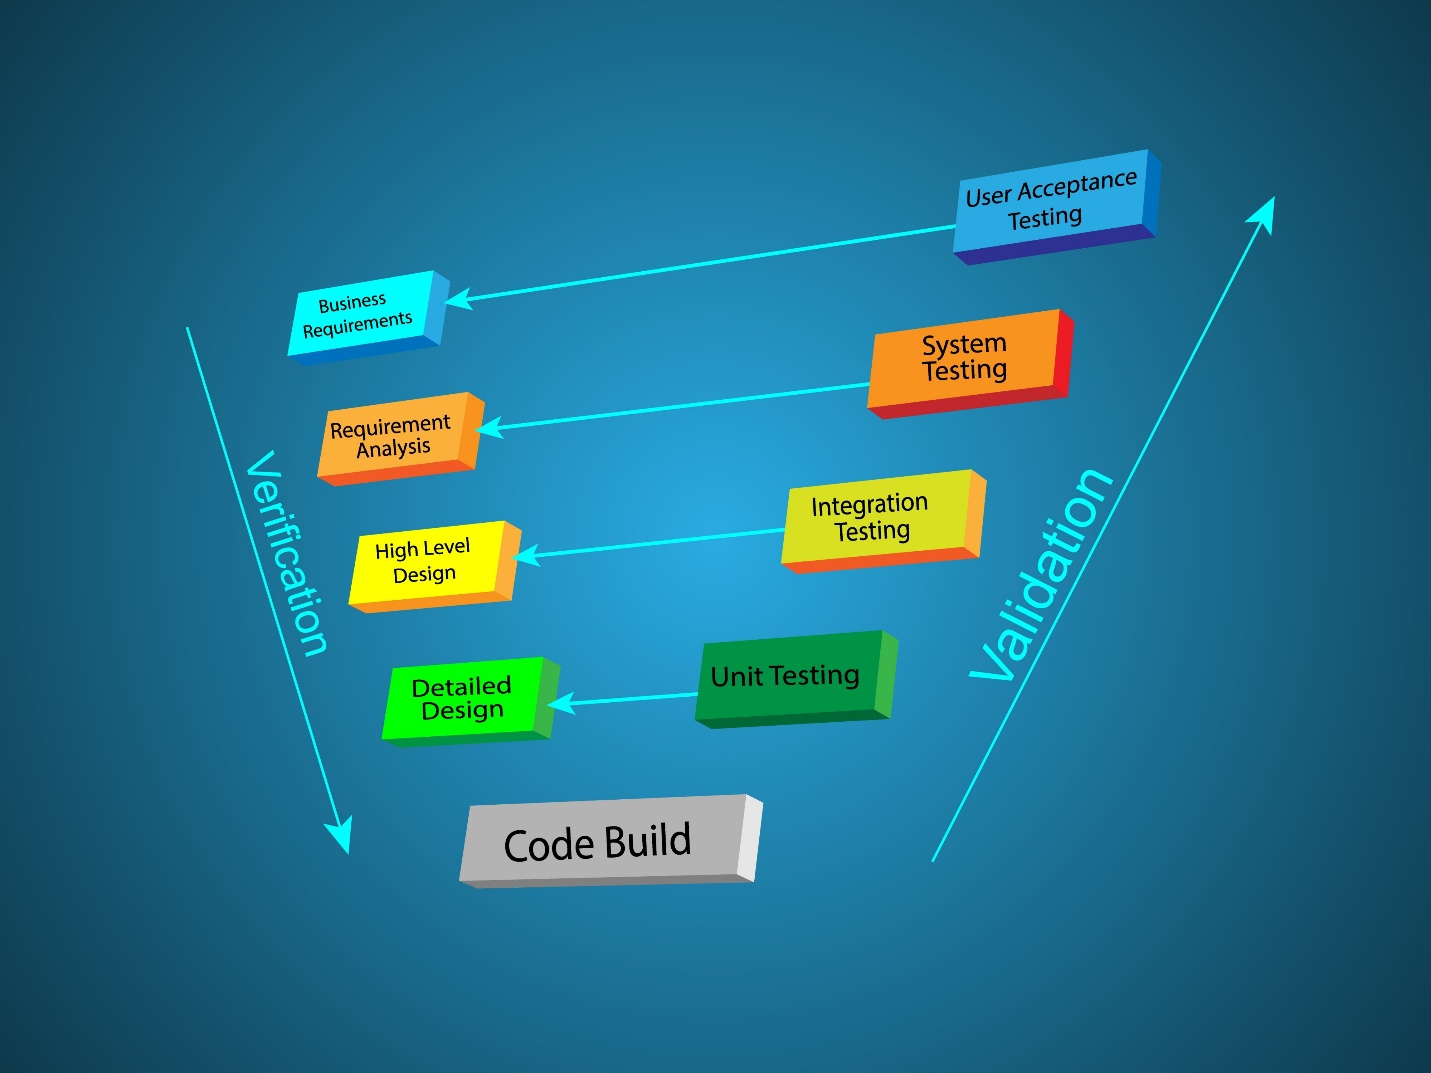 User Acceptance
Testing
Business
Requirements
System
Testing
Requirement
Analysis
Integration
Testing
High Level
Design
Verification
Validation
Unit Testing
Detailed
Design
Code Build